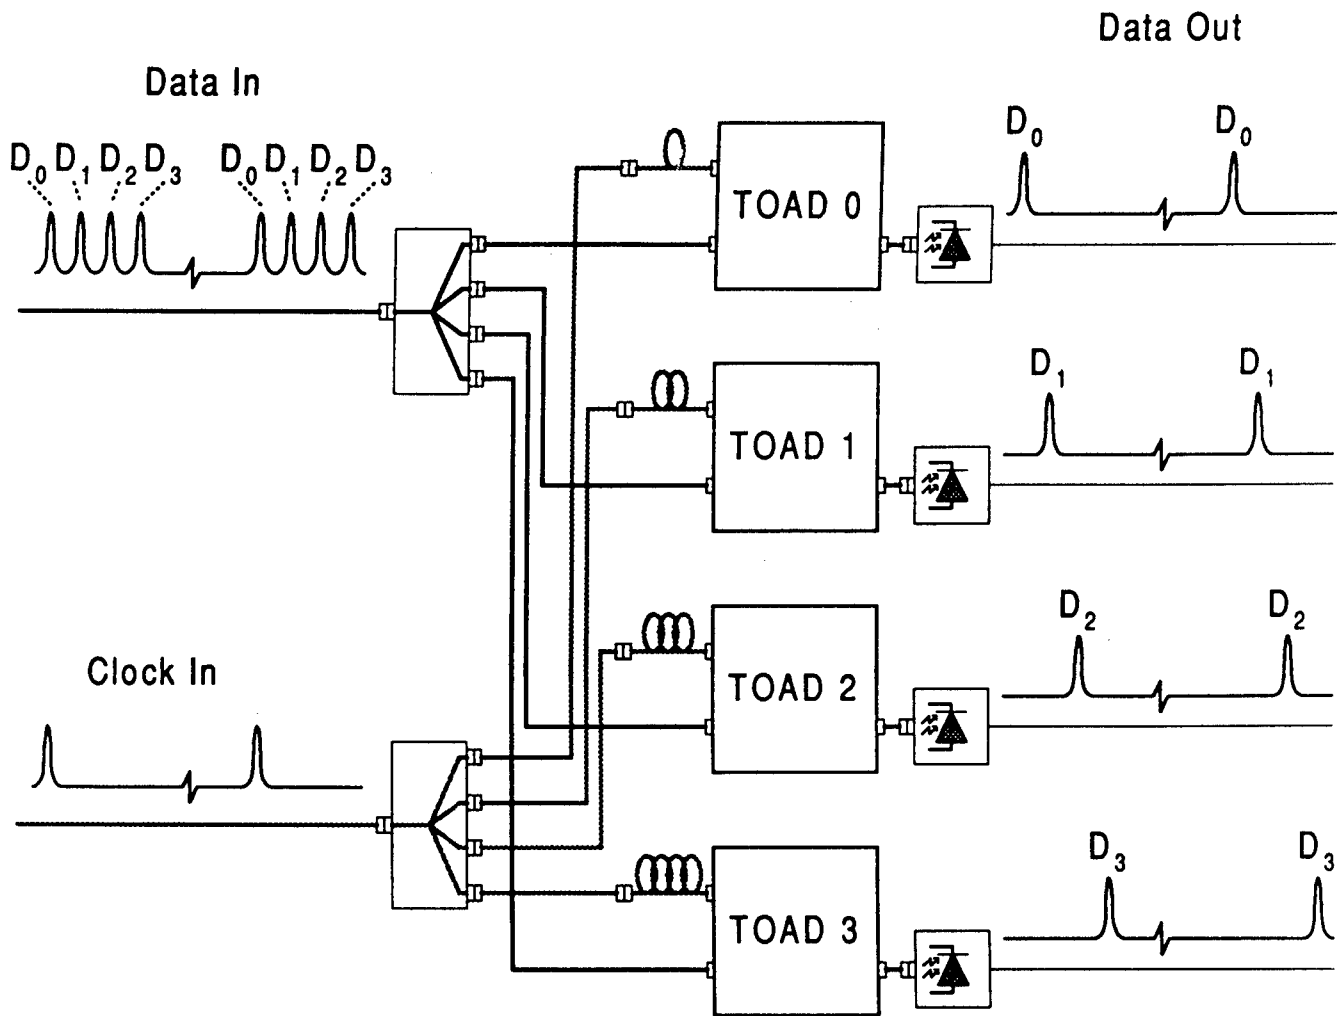 Data Out
Data In
D₀ D₁ D₂ D₃ D₀ D₁ D₂ D₃
D₀ D₀
TOAD 0
D₁ D₁
TOAD 1
D₂ D₂
Clock In
TOAD 2
D₃ D₃
TOAD 3